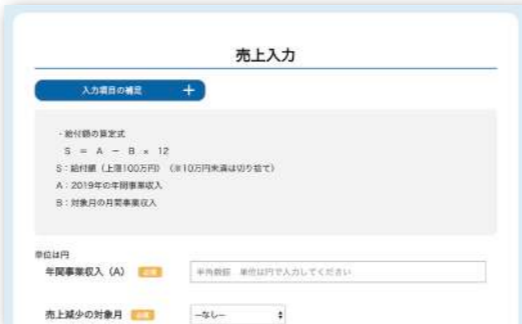 売上入力
入力項目の補足 +
・給付額の算定式
S = A − B × 12
S：給付額（上限100万円）（※10万円未満は切り捨て）
A：2019年の年間事業収入
B：対象月の月間事業収入
単位は円
年間事業収入（A） 必須 半角数値 単位は円で入力してください
売上減少の対象月 必須 --なし--